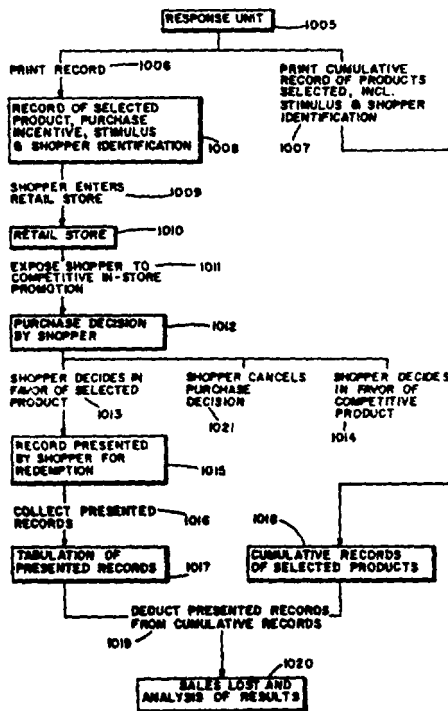 RESPONSE UNIT
1005
PRINT RECORD
1006
PRINT CUMULATIVE
RECORD OF PRODUCTS
SELECTED, INCL.
STIMULUS & SHOPPER
IDENTIFICATION
1007
RECORD OF SELECTED
PRODUCT, PURCHASE
INCENTIVE, STIMULUS
& SHOPPER IDENTIFICATION
1008
SHOPPER ENTERS
RETAIL STORE
1009
RETAIL STORE
1010
EXPOSE SHOPPER TO
COMPETITIVE IN-STORE
PROMOTION
1011
PURCHASE DECISION
BY SHOPPER
1012
SHOPPER DECIDES IN
FAVOR OF SELECTED
PRODUCT
1013
SHOPPER CANCELS
PURCHASE
DECISION
1021
SHOPPER DECIDES
IN FAVOR OF
COMPETITIVE
PRODUCT
1014
RECORD PRESENTED
BY SHOPPER FOR
REDEMPTION
1015
COLLECT PRESENTED
RECORDS
1016
TABULATION OF
PRESENTED RECORDS
1017
1018
CUMULATIVE RECORDS
OF SELECTED PRODUCTS
DEDUCT PRESENTED RECORDS
FROM CUMULATIVE RECORDS
1019
1020
SALES LOST AND
ANALYSIS OF RESULTS